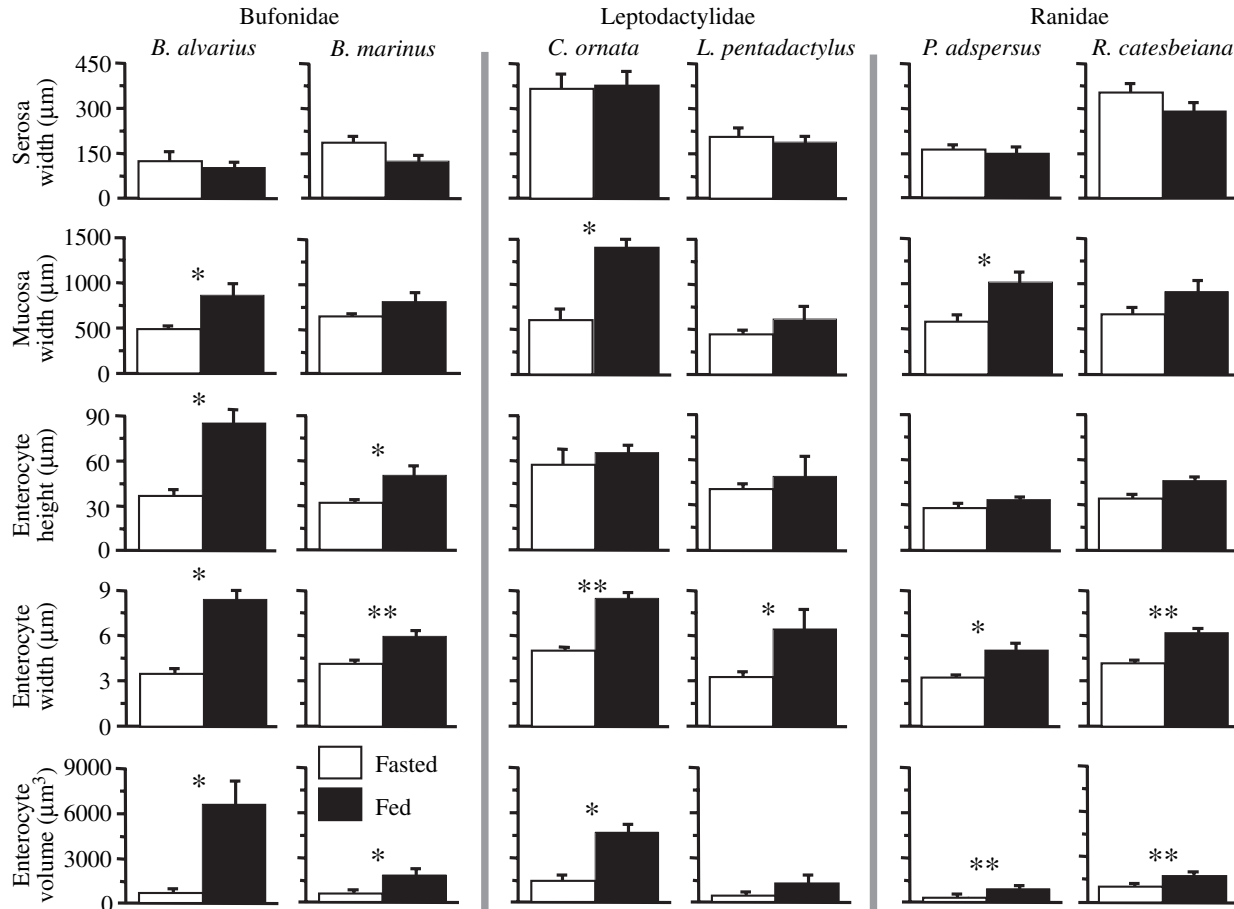 Bufonidae
Leptodactylidae
Ranidae
B. alvarius
B. marinus
C. ornata
L. pentadactylus
P. adspersus
R. catesbeiana
Serosa
width (μm)
450
300
150
0
Mucosa
width (μm)
1500
1000
500
0
*
*
*
Enterocyte
height (μm)
90
60
30
0
*
*
Enterocyte
width (μm)
9
6
3
0
*
**
**
*
*
**
Enterocyte
volume (μm³)
9000
6000
3000
0
*
*
*
**
**
Fasted
Fed